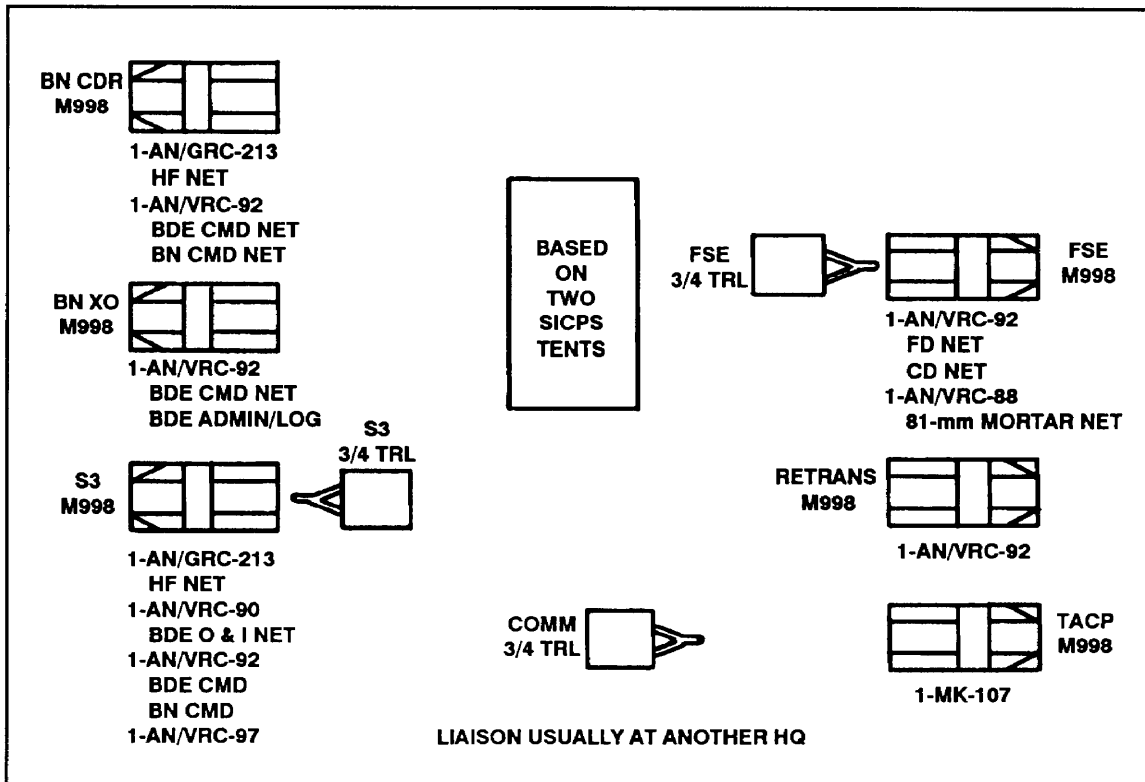 BN CDR
M998
1-AN/GRC-213
HF NET
1-AN/VRC-92
BDE CMD NET
BN CMD NET
BN XO
M998
1-AN/VRC-92
BDE CMD NET
BDE ADMIN/LOG
S3
M998
S3
3/4 TRL
1-AN/GRC-213
HF NET
1-AN/VRC-90
BDE O & I NET
1-AN/VRC-92
BDE CMD
BN CMD
1-AN/VRC-97
BASED
ON
TWO
SICPS
TENTS
COMM
3/4 TRL
LIAISON USUALLY AT ANOTHER HQ
FSE
3/4 TRL
FSE
M998
1-AN/VRC-92
FD NET
CD NET
1-AN/VRC-88
81-mm MORTAR NET
RETRANS
M998
1-AN/VRC-92
TACP
M998
1-MK-107